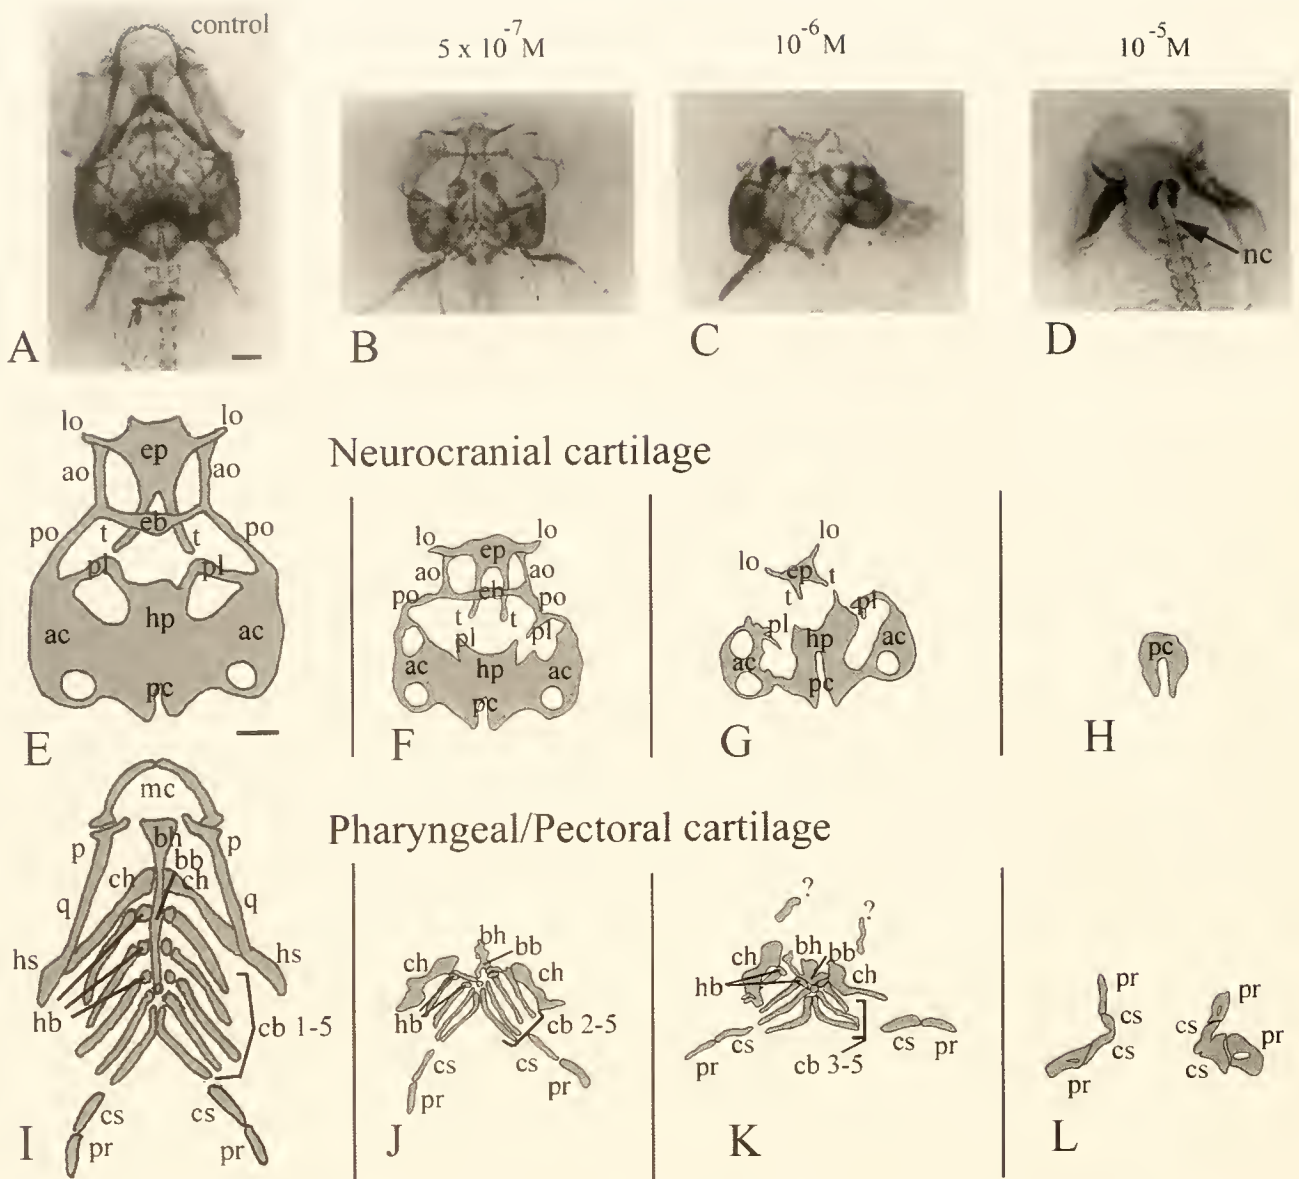 control
5 x 10-7M
10-6M
10-5M
nc
A
B
C
D
lo lo
ep
ao ao
po eb po
t t
pl pl
hp
ac ac
pc
E
Neurocranial cartilage
lo lo
ep
ao ao
po eb po
t t
pl pl
ac hp ac
pc
F
lo
lo ep t
t
pl pl
hp
ac ac
pc
G
pc
H
mc
p bh p
bb
ch ch
q q
hs hs
hb
cb 1-5
cs cs
pr pr
I
Pharyngeal/Pectoral cartilage
bh
bb
ch ch
hb cb 2-5
cs cs
pr pr
J
? ?
ch bh bb
ch
hb
cs cs pr
pr cb 3-5
K
pr pr
cs cs
cs pr
pr cs
L